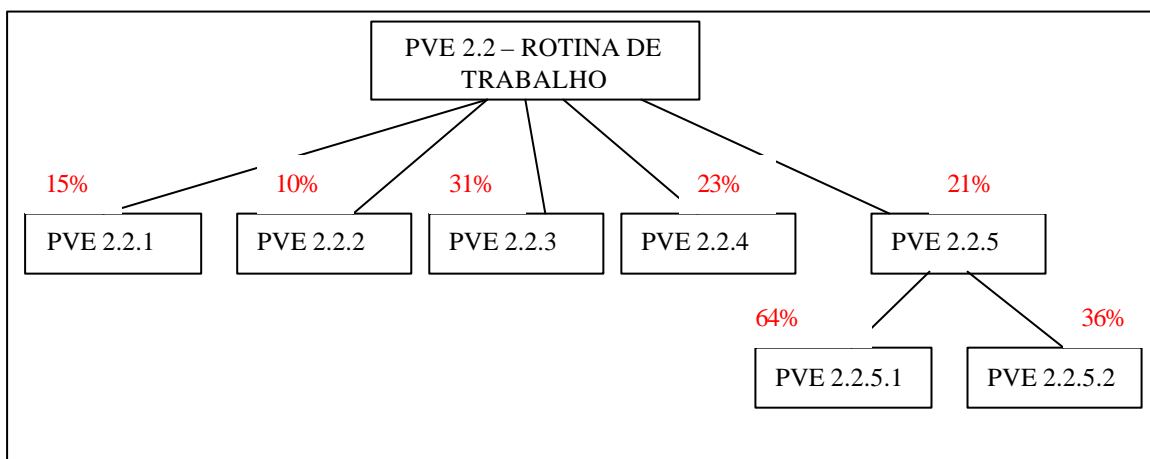 PVE 2.2 – ROTINA DE
TRABALHO
15%
10%
31%
23%
21%
PVE 2.2.1
PVE 2.2.2
PVE 2.2.3
PVE 2.2.4
PVE 2.2.5
64%
36%
PVE 2.2.5.1
PVE 2.2.5.2